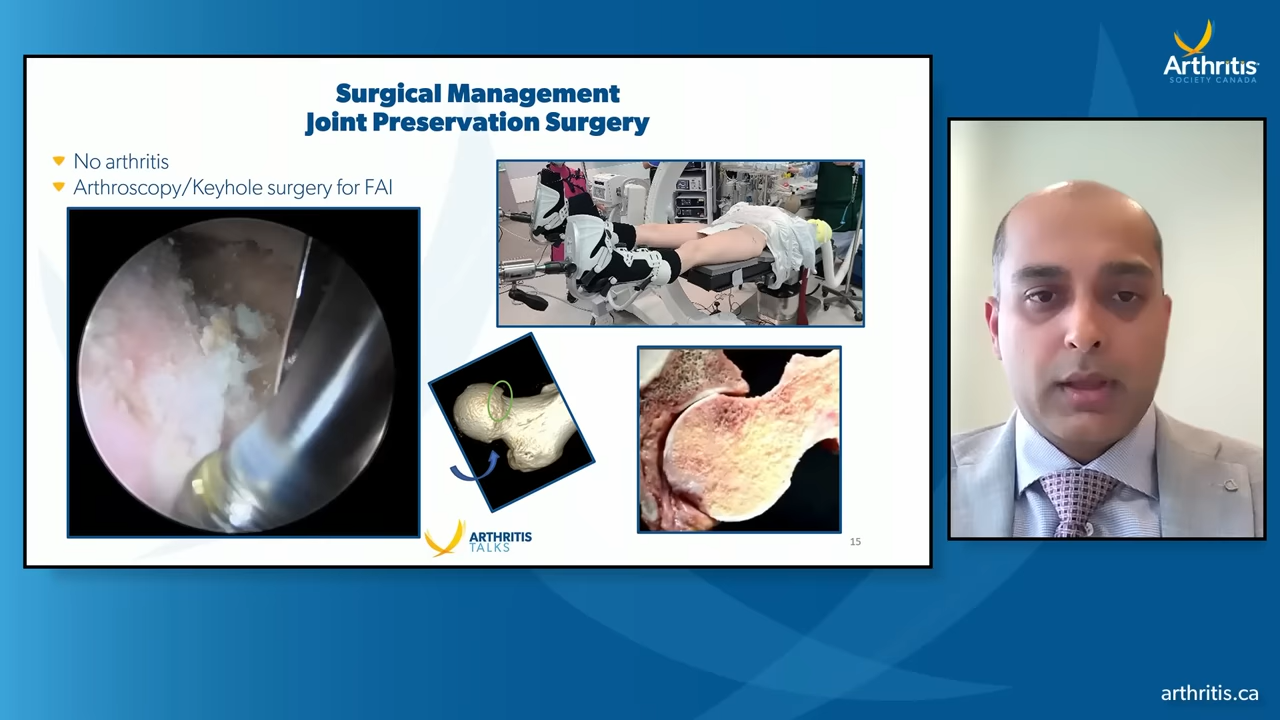 Surgical Management
Joint Preservation Surgery
No arthritis
Arthroscopy/Keyhole surgery for FAI
ARTHRITIS
TALKS
15
Arthritis
SOCIETY CANADA
arthritis.ca